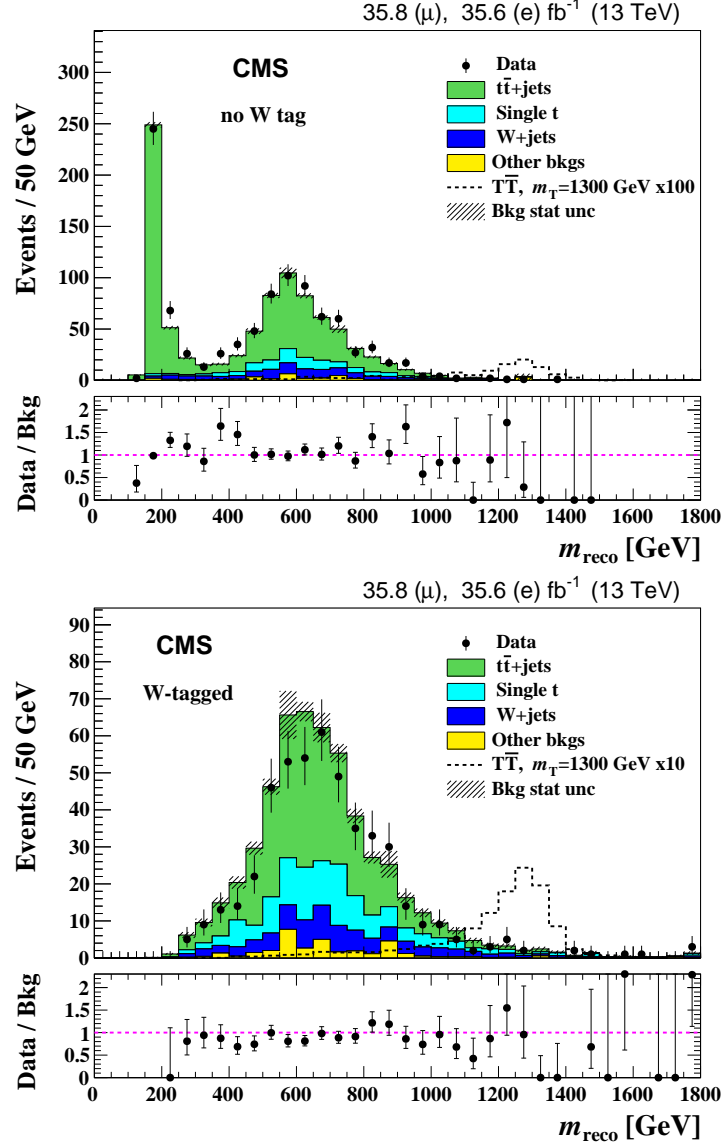 35.8 (μ), 35.6 (e) fb⁻¹ (13 TeV)
CMS
no W tag
Data
tt̄+jets
Single t
W+jets
Other bkgs
TT̄, m_T=1300 GeV x100
Bkg stat unc
Events / 50 GeV
300
250
200
150
100
50
0
Data / Bkg
2
1.5
1
0.5
0
0 200 400 600 800 1000 1200 1400 1600 1800
m_reco [GeV]
35.8 (μ), 35.6 (e) fb⁻¹ (13 TeV)
CMS
W-tagged
Data
tt̄+jets
Single t
W+jets
Other bkgs
TT̄, m_T=1300 GeV x10
Bkg stat unc
Events / 50 GeV
90
80
70
60
50
40
30
20
10
0
Data / Bkg
2
1.5
1
0.5
0
0 200 400 600 800 1000 1200 1400 1600 1800
m_reco [GeV]